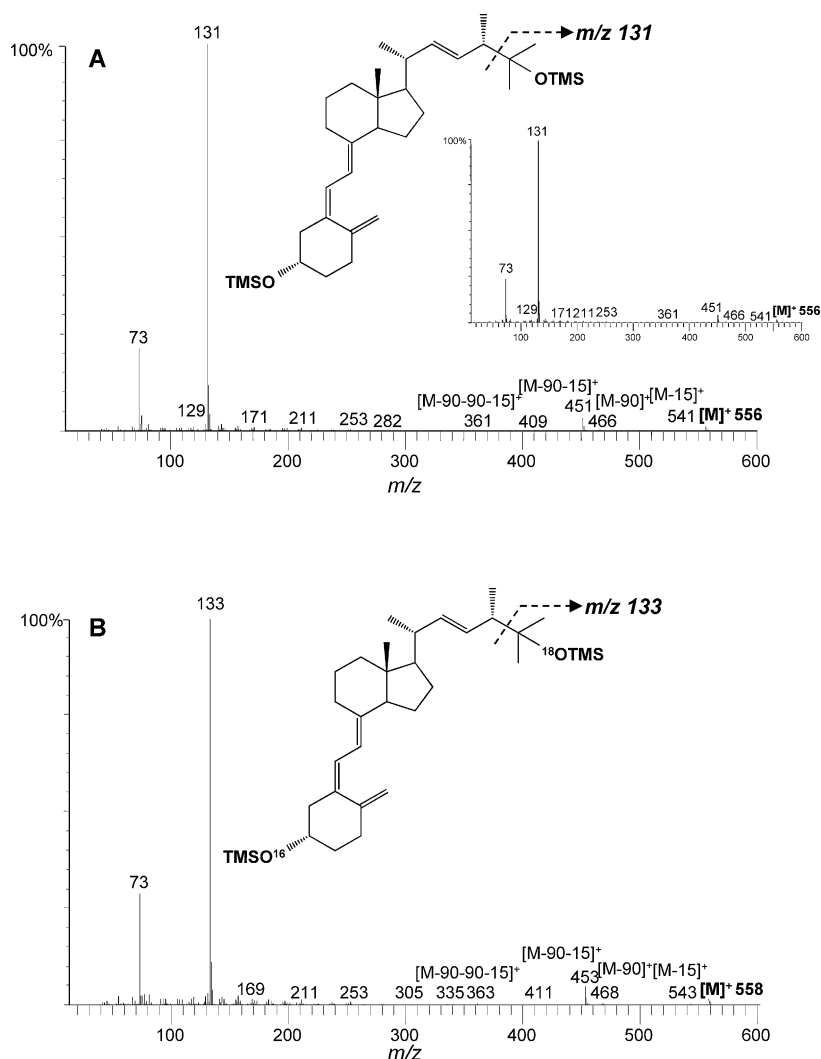 A
100%
131
m/z 131
OTMS
TMSO
73
129
171
211
253
282
[M-90-90-15]⁺
361
409
[M-90-15]⁺
451
[M-90]⁺
466
[M-15]⁺
541
[M]⁺ 556
100 200 300 400 500 600
m/z
100%
131
73
129
171
211
253
361
451
466
541
[M]⁺ 556
100 200 300 400 500 600
B
100%
133
m/z 133
¹⁸OTMS
TMSO¹⁶
73
169
211
253
305
[M-90-90-15]⁺
335
363
411
[M-90-15]⁺
453
[M-90]⁺
468
[M-15]⁺
543
[M]⁺ 558
100 200 300 400 500 600
m/z